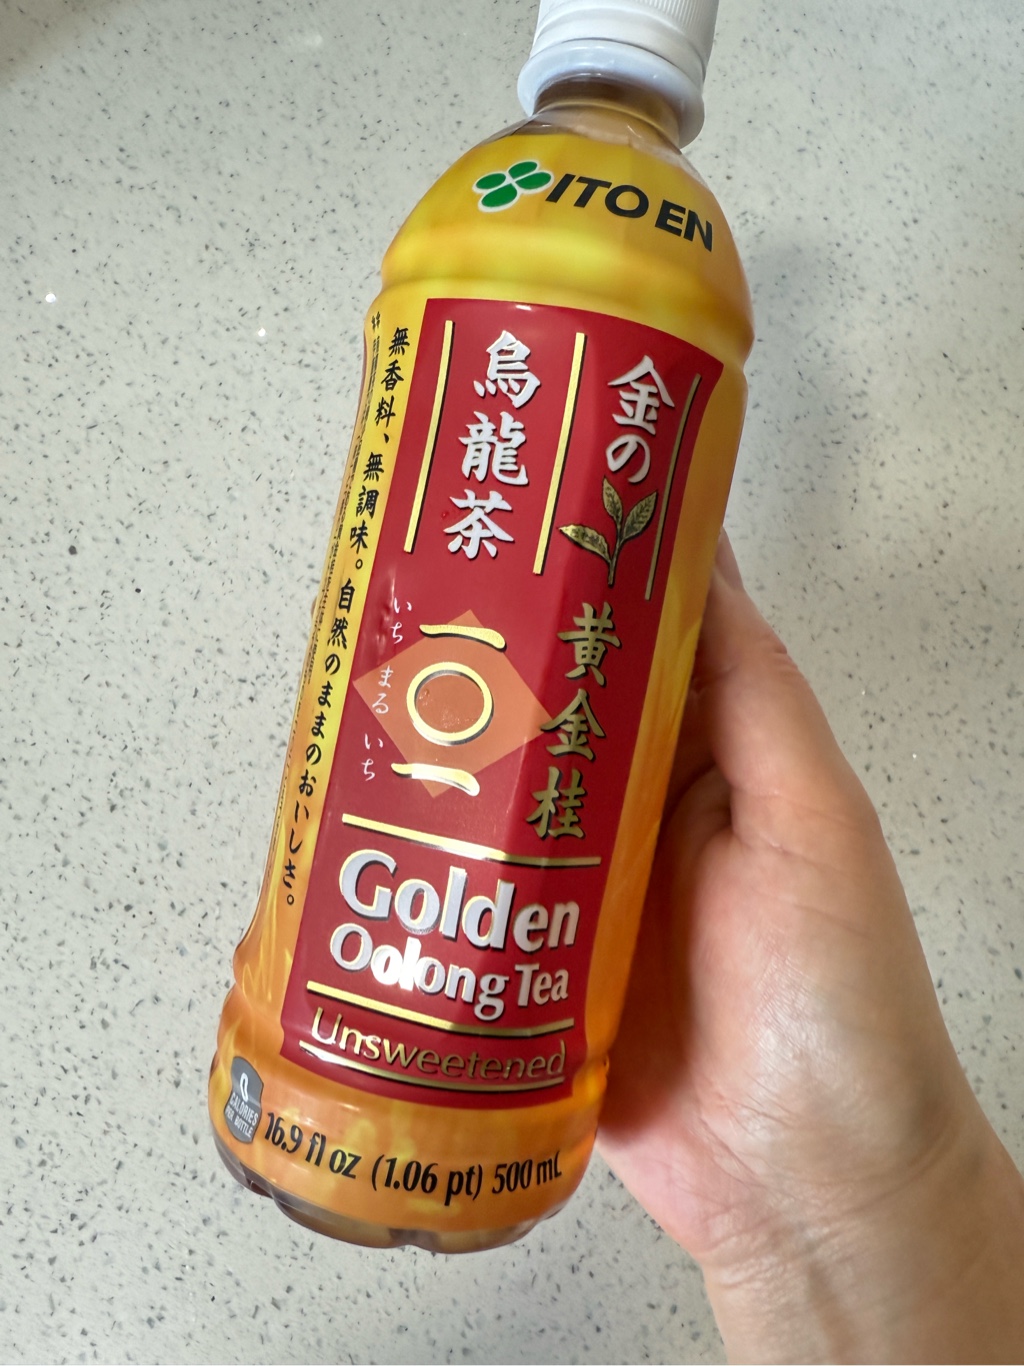 ITO EN
金の
黄金桂
烏龍茶
一〇一
いち
まる
いち
無香料、無調味。自然のままのおいしさ。
Golden
Oolong Tea
Unsweetened
0
CALORIES
PER BOTTLE
16.9 fl oz (1.06 pt) 500 mL